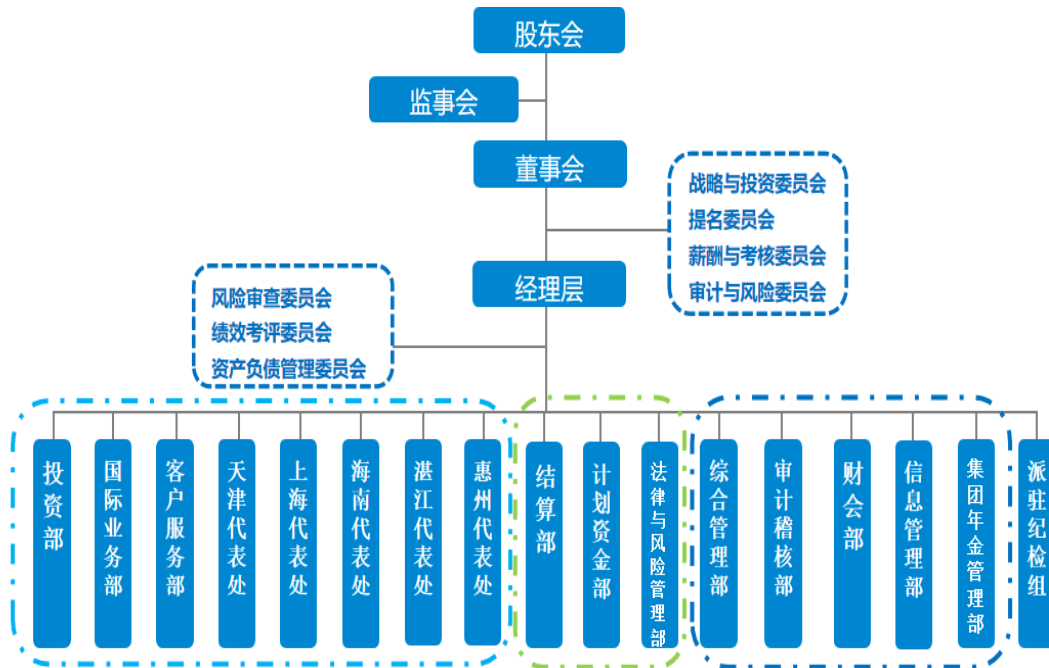 股东会
监事会
董事会
战略与投资委员会
提名委员会
薪酬与考核委员会
审计与风险委员会
经理层
风险审查委员会
绩效考评委员会
资产负债管理委员会
投资部
国际业务部
客户服务部
天津代表处
上海代表处
海南代表处
湛江代表处
惠州代表处
结算部
计划资金部
法律与风险管理部
综合管理部
审计稽核部
财会部
信息管理部
集团年金管理部
派驻纪检组